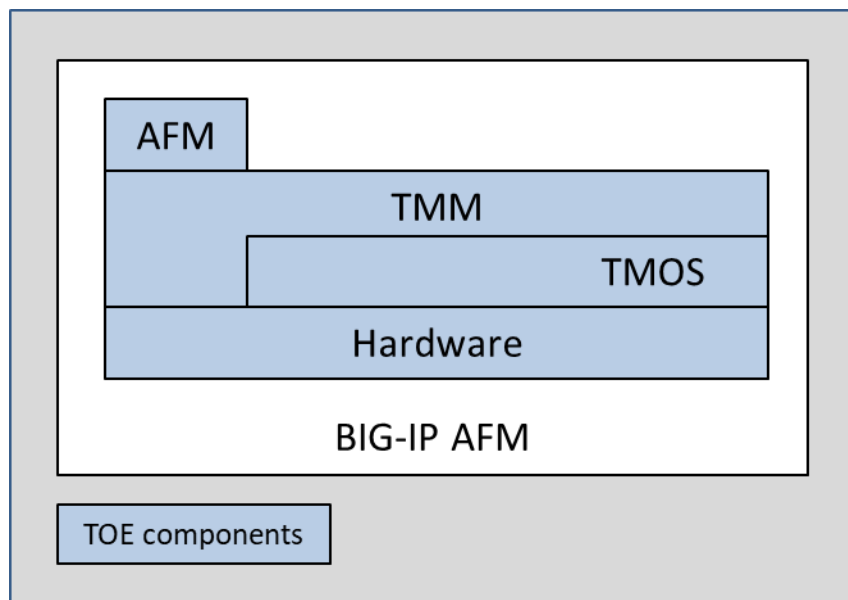 AFM
TMM
TMOS
Hardware
BIG-IP AFM
TOE components